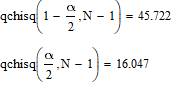 qchisq(1 − α/2, N − 1) = 45.722
qchisq(α/2, N − 1) = 16.047